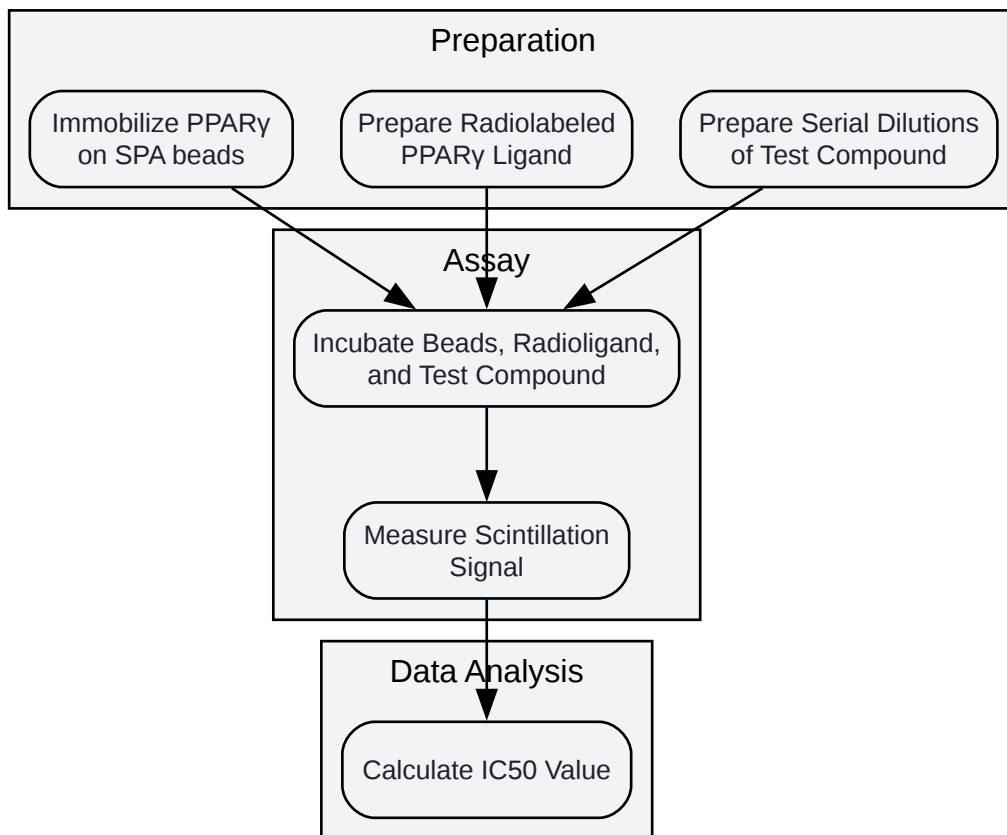 Preparation
Immobilize PPARγ
on SPA beads
Prepare Radiolabeled
PPARγ Ligand
Prepare Serial Dilutions
of Test Compound
Assay
Incubate Beads, Radioligand,
and Test Compound
Measure Scintillation
Signal
Data Analysis
Calculate IC50 Value